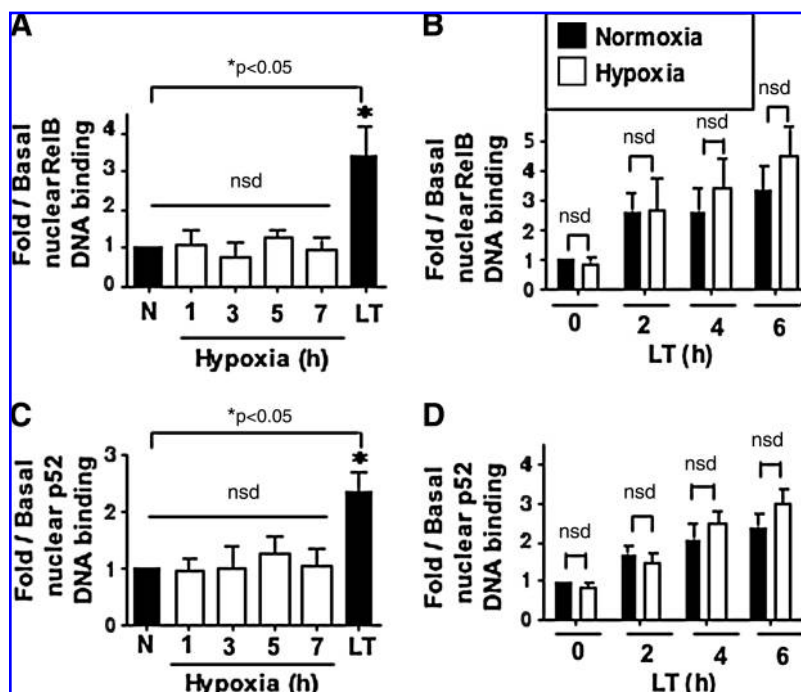 A
*p<0.05
Fold / Basal
nuclear RelB
DNA binding
4
3
2
1
0
nsd
*
N 1 3 5 7 LT
Hypoxia (h)
B
Normoxia
Hypoxia
Fold / Basal
nuclear RelB
DNA binding
5
4
3
2
1
0
nsd
nsd
nsd
nsd
0 2 4 6
LT (h)
C
*p<0.05
Fold / Basal
nuclear p52
DNA binding
3
2
1
0
nsd
*
N 1 3 5 7 LT
Hypoxia (h)
D
Fold / Basal
nuclear p52
DNA binding
4
3
2
1
0
nsd
nsd
nsd
nsd
0 2 4 6
LT (h)